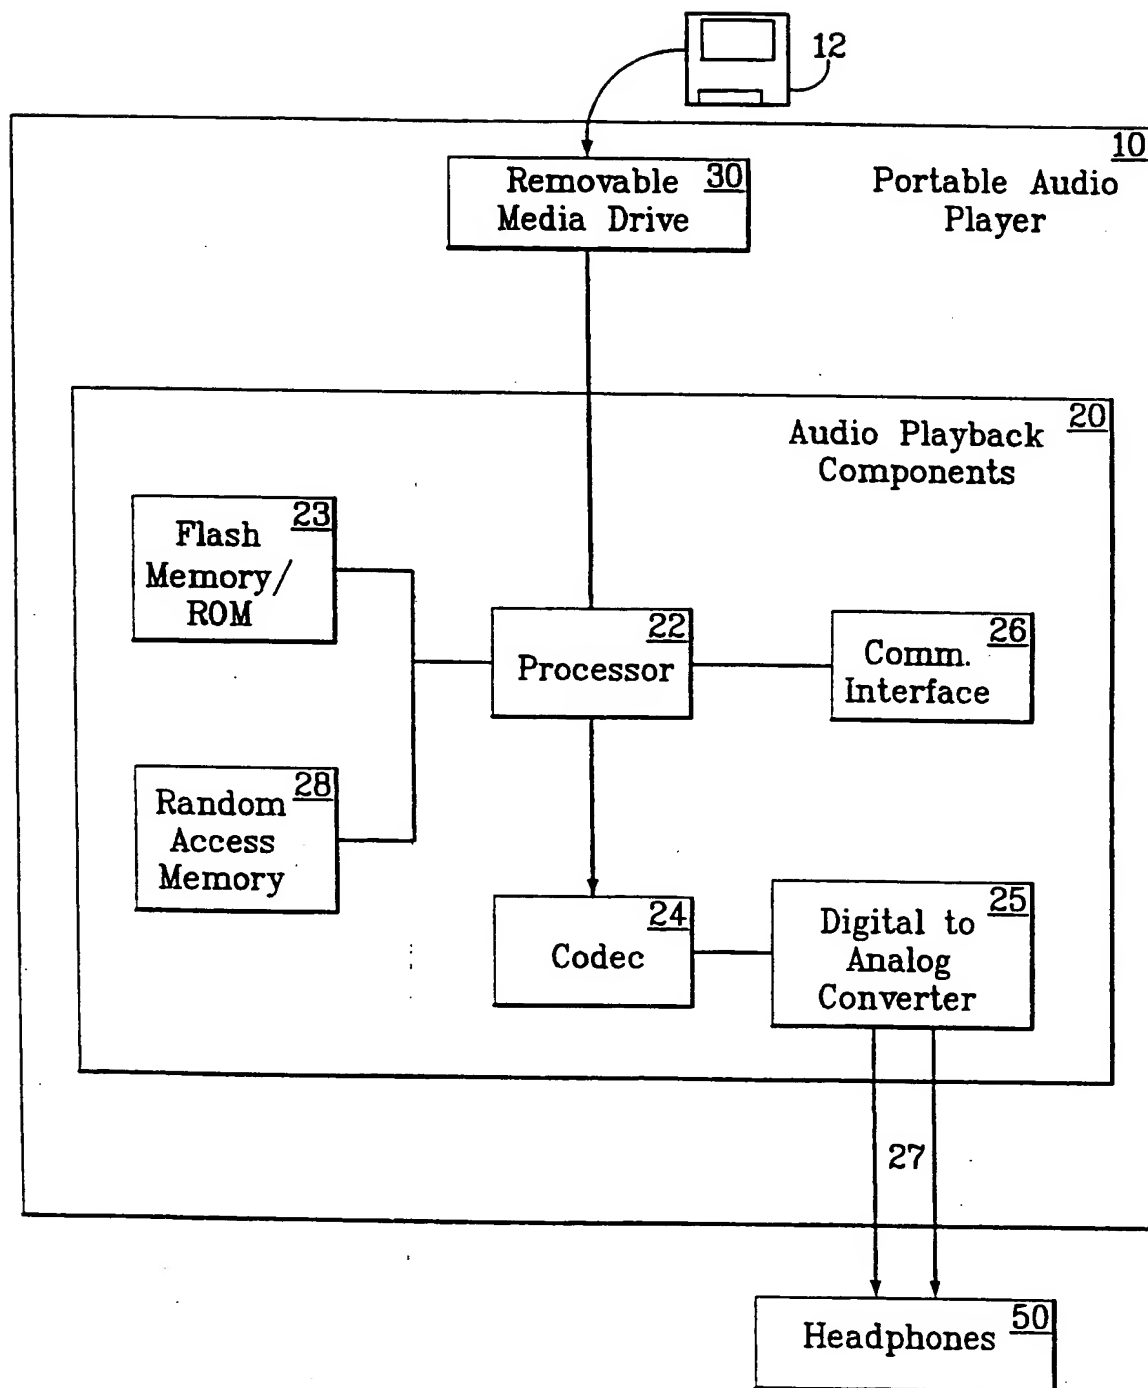 12
10
Portable Audio
Player
30
Removable
Media Drive
20
Audio Playback
Components
23
Flash
Memory/
ROM
22
Processor
26
Comm.
Interface
28
Random
Access
Memory
24
Codec
25
Digital to
Analog
Converter
27
50
Headphones